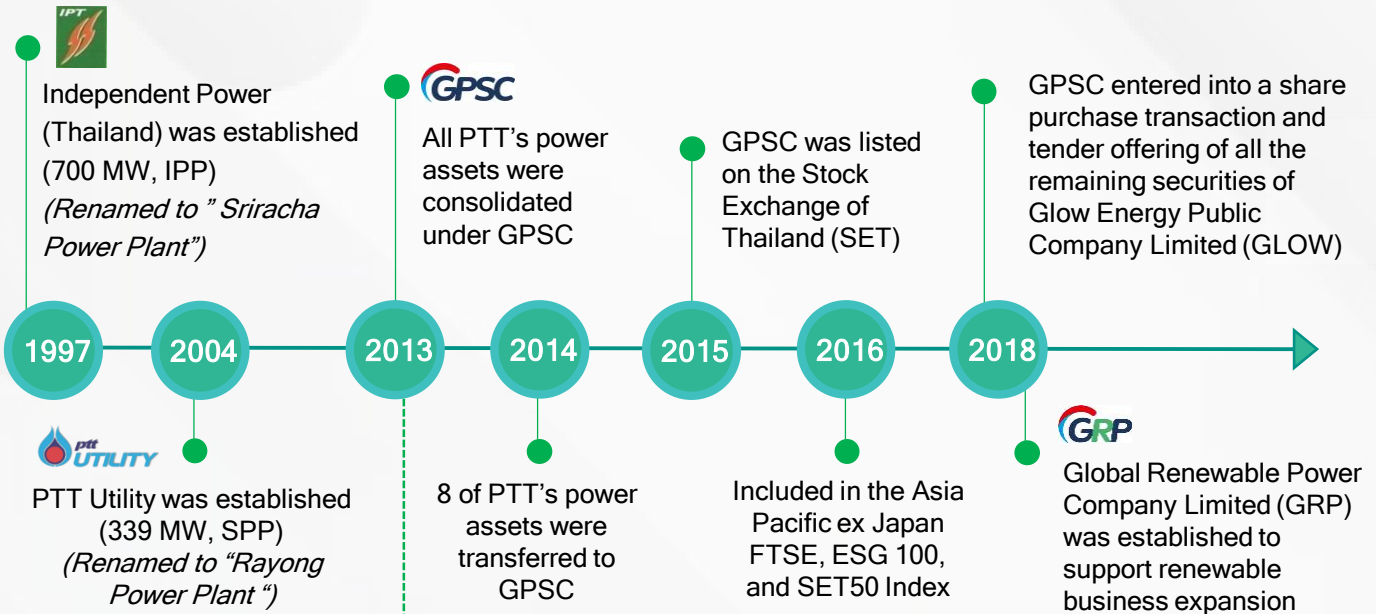 IPT
Independent Power
(Thailand) was established
(700 MW, IPP)
(Renamed to ” Sriracha
Power Plant”)
GPSC
All PTT’s power
assets were
consolidated
under GPSC
GPSC was listed
on the Stock
Exchange of
Thailand (SET)
GPSC entered into a share
purchase transaction and
tender offering of all the
remaining securities of
Glow Energy Public
Company Limited (GLOW)
1997
2004
2013
2014
2015
2016
2018
ptt
UTILITY
PTT Utility was established
(339 MW, SPP)
(Renamed to “Rayong
Power Plant “)
8 of PTT’s power
assets were
transferred to
GPSC
Included in the Asia
Pacific ex Japan
FTSE, ESG 100,
and SET50 Index
GRP
Global Renewable Power
Company Limited (GRP)
was established to
support renewable
business expansion